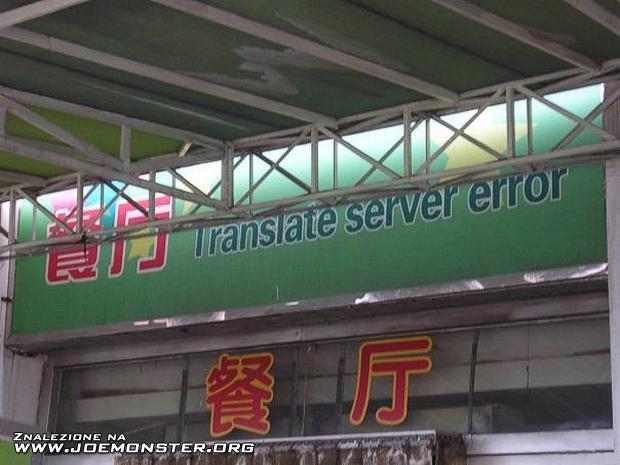 餐厅 Translate server error
餐厅
Znalezione na
www.JoeMonster.org